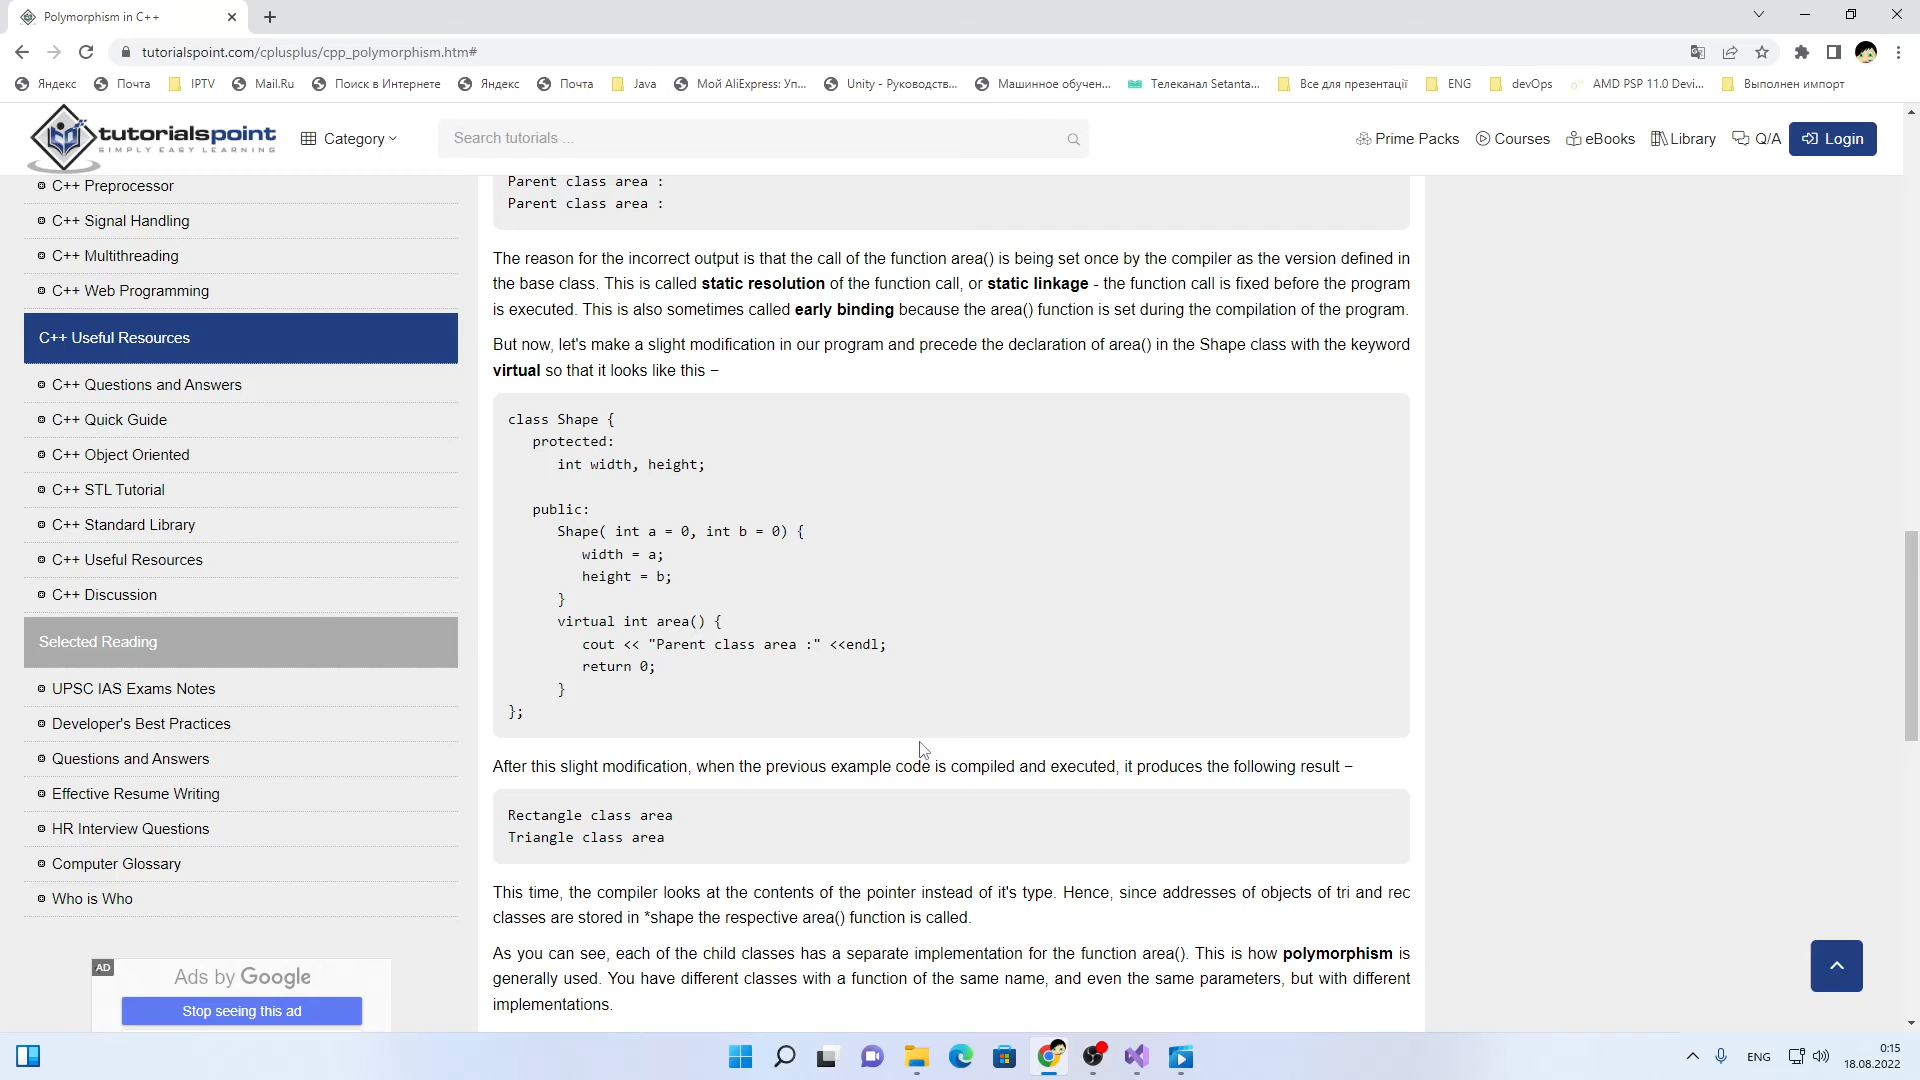 Polymorphism in C++
tutorialspoint.com/cplusplus/cpp_polymorphism.htm#
Яндекс Почта IPTV Mail.Ru Поиск в Интернете Яндекс Почта Java Мой AliExpress: Уп... Unity - Руководств... Машинное обучен... Телеканал Setanta... Все для презентації ENG devOps AMD PSP 11.0 Devi... Выполнен импорт
tutorialspoint
SIMPLY EASY LEARNING
Category
Search tutorials ...
Prime Packs Courses eBooks Library Q/A Login
C++ Preprocessor
C++ Signal Handling
C++ Multithreading
C++ Web Programming
C++ Useful Resources
C++ Questions and Answers
C++ Quick Guide
C++ Object Oriented
C++ STL Tutorial
C++ Standard Library
C++ Useful Resources
C++ Discussion
Selected Reading
UPSC IAS Exams Notes
Developer's Best Practices
Questions and Answers
Effective Resume Writing
HR Interview Questions
Computer Glossary
Who is Who
AD
Ads by Google
Stop seeing this ad
Parent class area :
Parent class area :
The reason for the incorrect output is that the call of the function area() is being set once by the compiler as the version defined in
the base class. This is called static resolution of the function call, or static linkage - the function call is fixed before the program
is executed. This is also sometimes called early binding because the area() function is set during the compilation of the program.
But now, let's make a slight modification in our program and precede the declaration of area() in the Shape class with the keyword
virtual so that it looks like this −
class Shape {
protected:
int width, height;
public:
Shape( int a = 0, int b = 0) {
width = a;
height = b;
}
virtual int area() {
cout << "Parent class area :" <<endl;
return 0;
}
};
After this slight modification, when the previous example code is compiled and executed, it produces the following result −
Rectangle class area
Triangle class area
This time, the compiler looks at the contents of the pointer instead of it's type. Hence, since addresses of objects of tri and rec
classes are stored in *shape the respective area() function is called.
As you can see, each of the child classes has a separate implementation for the function area(). This is how polymorphism is
generally used. You have different classes with a function of the same name, and even the same parameters, but with different
implementations.
ENG
0:15
18.08.2022